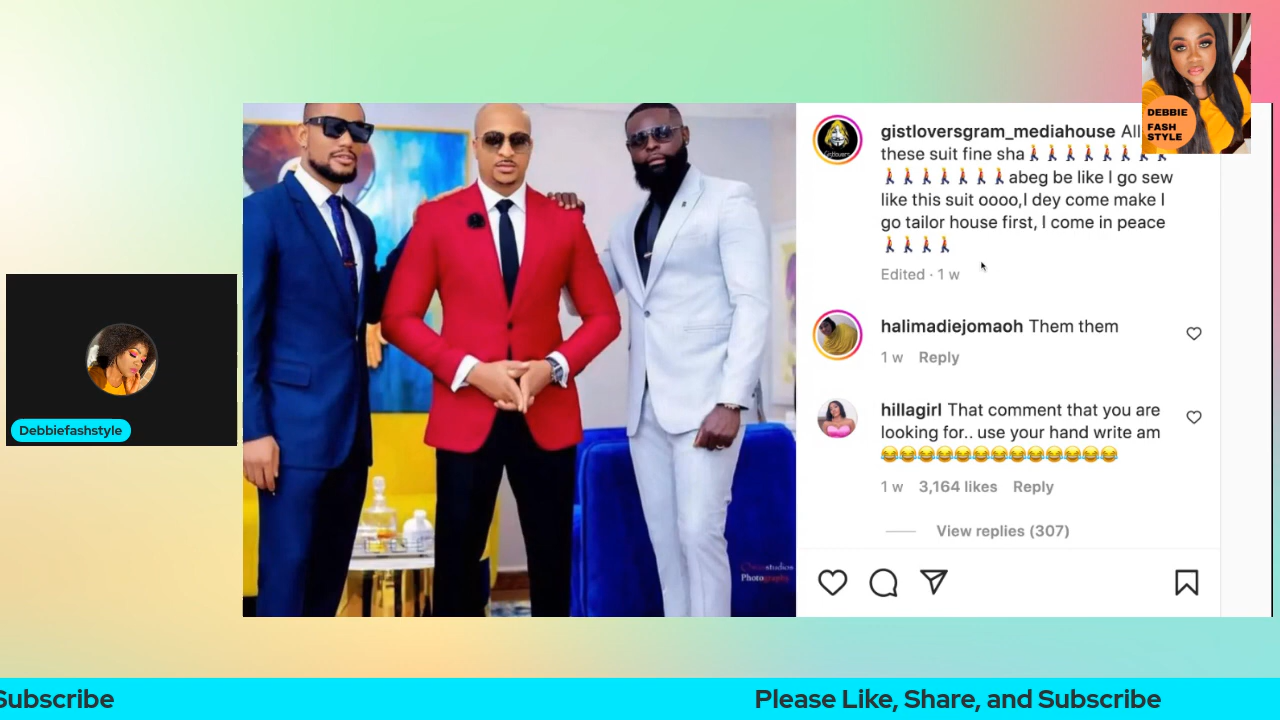 DEBBIE
FASH
STYLE
gistloversgram_mediahouse All
these suit fine sha🚶🚶🚶🚶🚶🚶🚶🚶
🚶🚶🚶🚶🚶🚶🚶abeg be like I go sew
like this suit oooo,I dey come make I
go tailor house first, I come in peace
🚶🚶🚶🚶
Edited · 1 w
halimadiejomaoh Them them
1 w Reply
hillagirl That comment that you are
looking for.. use your hand write am
😂😂😂😂😂😂😂😂😂😂😂😂😂
1 w 3,164 likes Reply
View replies (307)
Debbiefashstyle
studios
Photography
Subscribe
Please Like, Share, and Subscribe